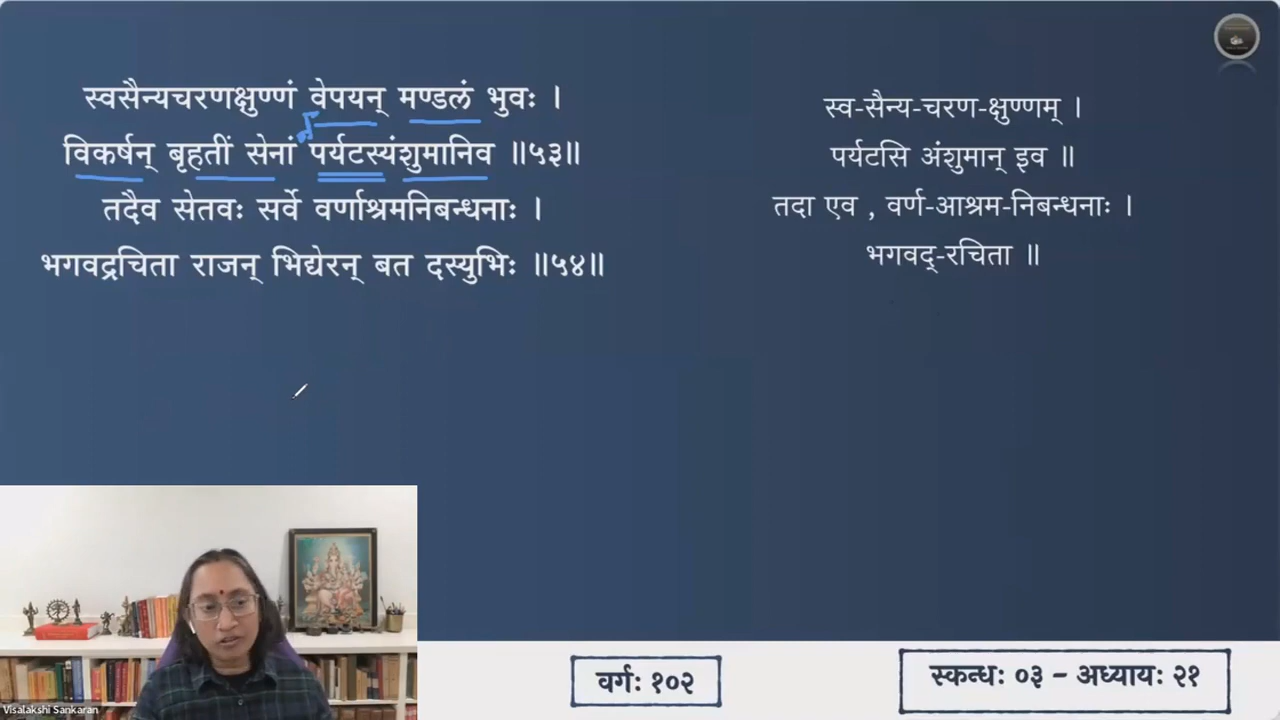 स्वसैन्यचरणक्षुण्णं वेपयन् मण्डलं भुवः ।
विकर्षन् बृहतीं सेनां पर्यटस्यंशुमानिव ॥५३॥
तदैव सेतवः सर्वे वर्णाश्रमनिबन्धनाः ।
भगवद्रचिता राजन् भिद्येरन् बत दस्युभिः ॥५४॥
स्व-सैन्य-चरण-क्षुण्णम् ।
पर्यटसि अंशुमान् इव ॥
तदा एव , वर्ण-आश्रम-निबन्धनाः ।
भगवद्-रचिता ॥
Visalakshi Sankaran
वर्गः १०२
स्कन्धः ०३ - अध्यायः २१